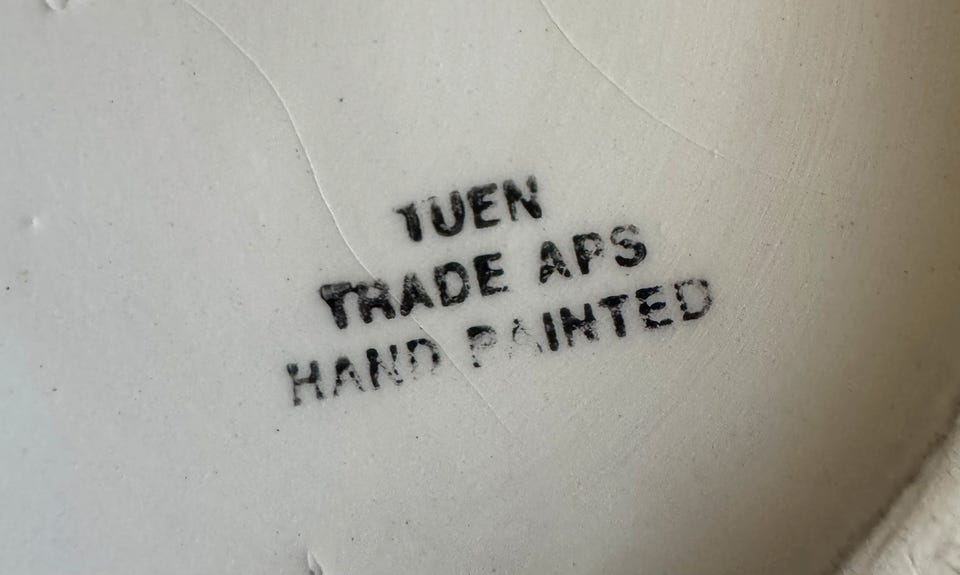 TUEN
TRADE APS
HAND PAINTED